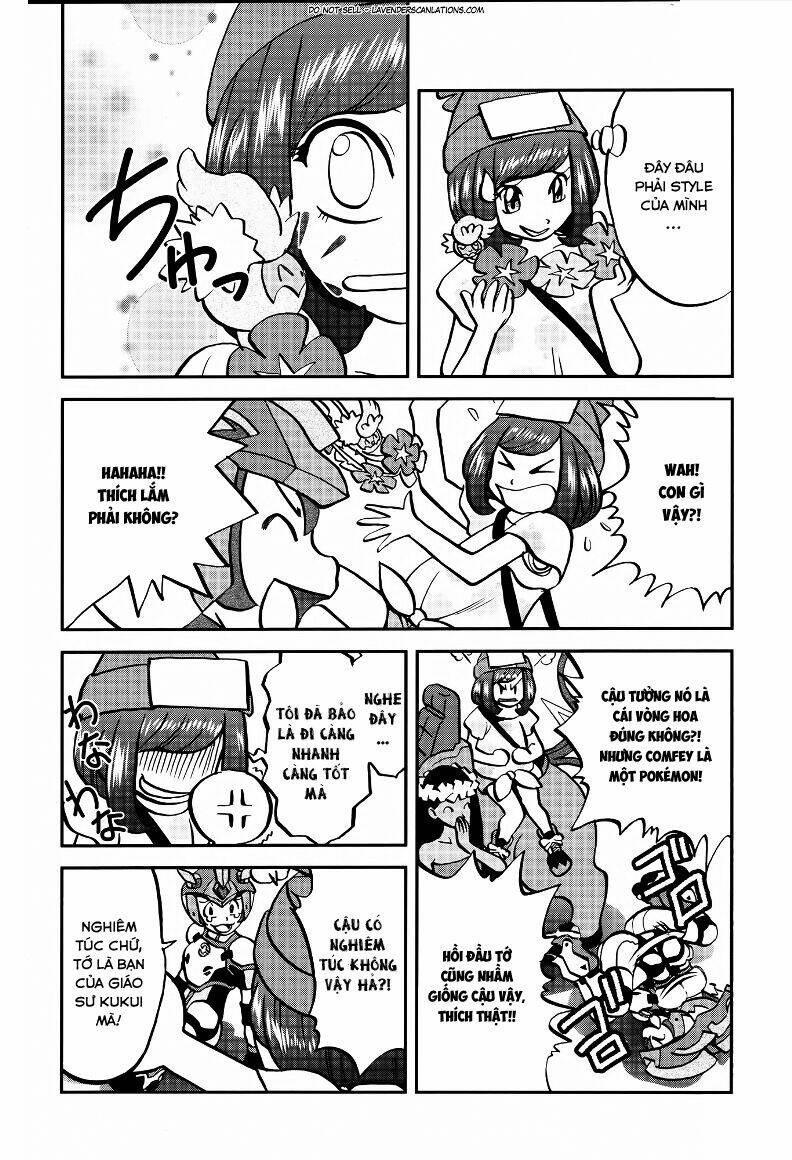 DO NOT SELL - LAVENDERSCANLATIONS.COM
ĐÂY ĐÂU
PHẢI STYLE
CỦA MÌNH
...
ちゅっ
WAH!
CON GÌ
VẬY?!
HAHAHA!!
THÍCH LẮM
PHẢI KHÔNG?
CẬU TƯỞNG NÓ LÀ
CÁI VÒNG HOA
ĐÚNG KHÔNG?!
NHƯNG COMFEY LÀ
MỘT POKÉMON!
ゴロ
ゴロ
HỒI ĐẦU TỚ
CŨNG NHẦM
GIỐNG CẬU VẬY,
THÍCH THẬT!!
NGHE
ĐÂY
...
TÔI ĐÃ BẢO
LÀ ĐI CÀNG
NHANH
CÀNG TỐT
MÀ
わな
わな
CẬU CÓ
NGHIÊM
TÚC KHÔNG
VẬY HẢ?!
NGHIÊM
TÚC CHỨ,
TỚ LÀ BẠN
CỦA GIÁO
SƯ KUKUI
MÀ!